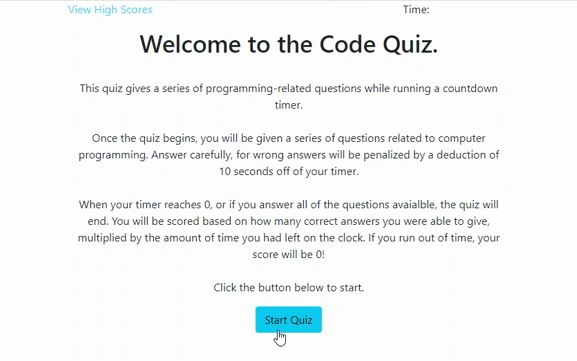 View High Scores
Time:
Welcome to the Code Quiz.
This quiz gives a series of programming-related questions while running a countdown
timer.
Once the quiz begins, you will be given a series of questions related to computer
programming. Answer carefully, for wrong answers will be penalized by a deduction of
10 seconds off of your timer.
When your timer reaches 0, or if you answer all of the questions avaialble, the quiz will
end. You will be scored based on how many correct answers you were able to give,
multiplied by the amount of time you had left on the clock. If you run out of time, your
score will be 0!
Click the button below to start.
Start Quiz